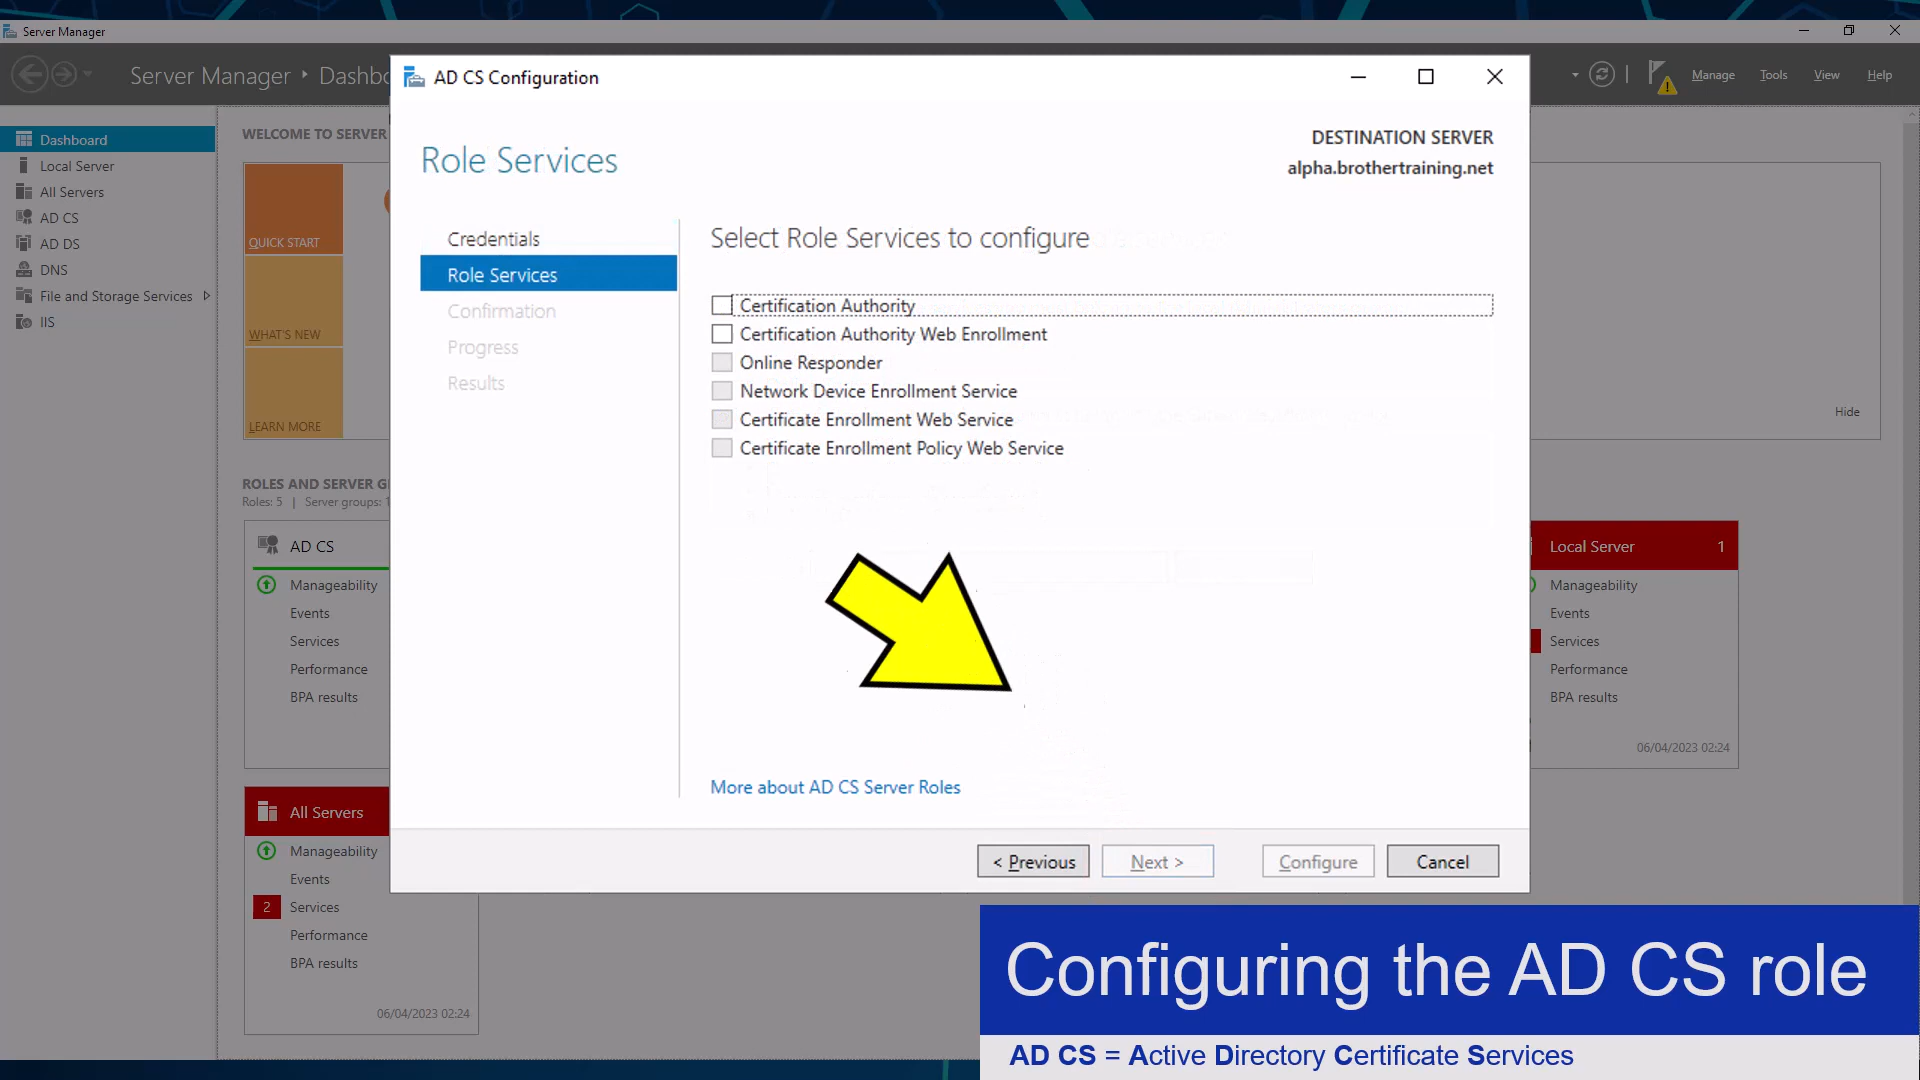 Server Manager
Server Manager ‣ Dashbo
Manage Tools View Help
AD CS Configuration
Role Services
DESTINATION SERVER
alpha.brothertraining.net
Dashboard
Local Server
All Servers
AD CS
AD DS
DNS
File and Storage Services
IIS
WELCOME TO SERVER
QUICK START
WHAT'S NEW
LEARN MORE
Hide
Credentials
Role Services
Confirmation
Progress
Results
Select Role Services to configure
Certification Authority
Certification Authority Web Enrollment
Online Responder
Network Device Enrollment Service
Certificate Enrollment Web Service
Certificate Enrollment Policy Web Service
More about AD CS Server Roles
< Previous
Next >
Configure
Cancel
ROLES AND SERVER G
Roles: 5 | Server groups: 1
AD CS
Manageability
Events
Services
Performance
BPA results
Local Server 1
Manageability
Events
Services
Performance
BPA results
06/04/2023 02:24
All Servers
Manageability
Events
2 Services
Performance
BPA results
06/04/2023 02:24
Configuring the AD CS role
AD CS = Active Directory Certificate Services